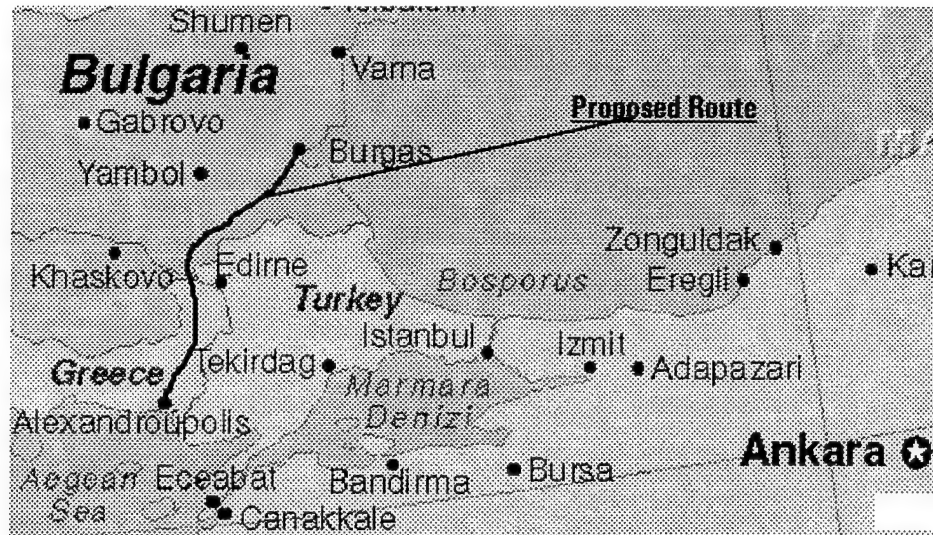 Shumen
Varna
Bulgaria
Proposed Route
Gabrovo
Burgas
Yambol
Zonguldak
Khaskovo
Edirne
Bosporus
Eregli
Turkey
Istanbul
Izmit
Greece
Tekirdag
Adapazari
Marmara
Denizi
Alexandroúpolis
Ankara
Aegean
Sea
Eceabat
Bandirma
Bursa
Canakkale